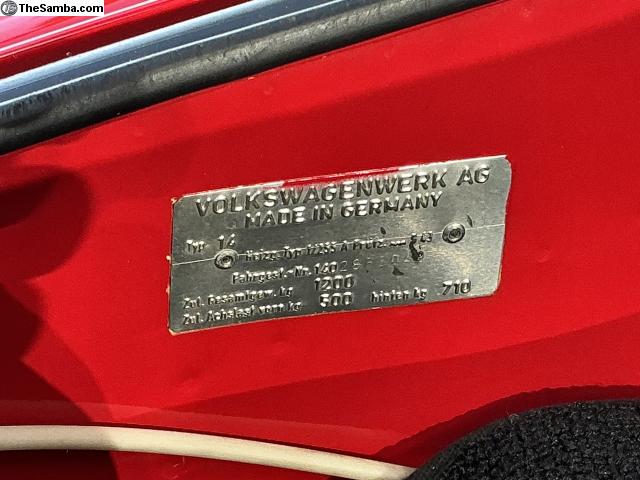 TheSamba.com
VOLKSWAGENWERK AG
MADE IN GERMANY
Typ 14
Fahrgest.-Nr. 140
Zul. Gesamtgew. kg 1200
Zul. Achslast vorn kg 500 hinten kg 710